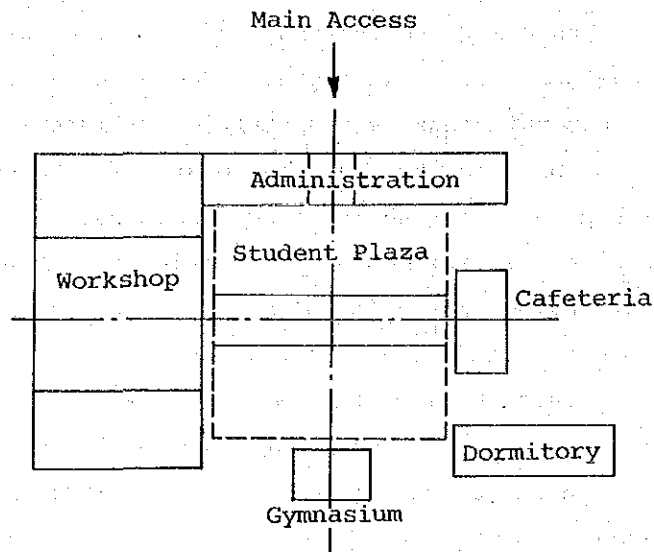 Main Access
Administration
Student Plaza
Workshop
Cafeteria
Dormitory
Gymnasium